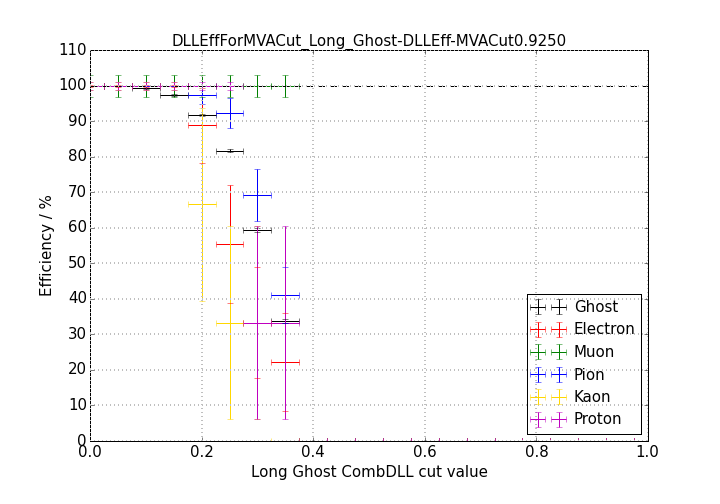 DLLEffForMVACut_Long_Ghost-DLLEff-MVACut0.9250
110
100
90
80
70
60
50
40
30
20
10
0
Efficiency / %
Ghost
Electron
Muon
Pion
Kaon
Proton
0.0 0.2 0.4 0.6 0.8 1.0
Long Ghost CombDLL cut value